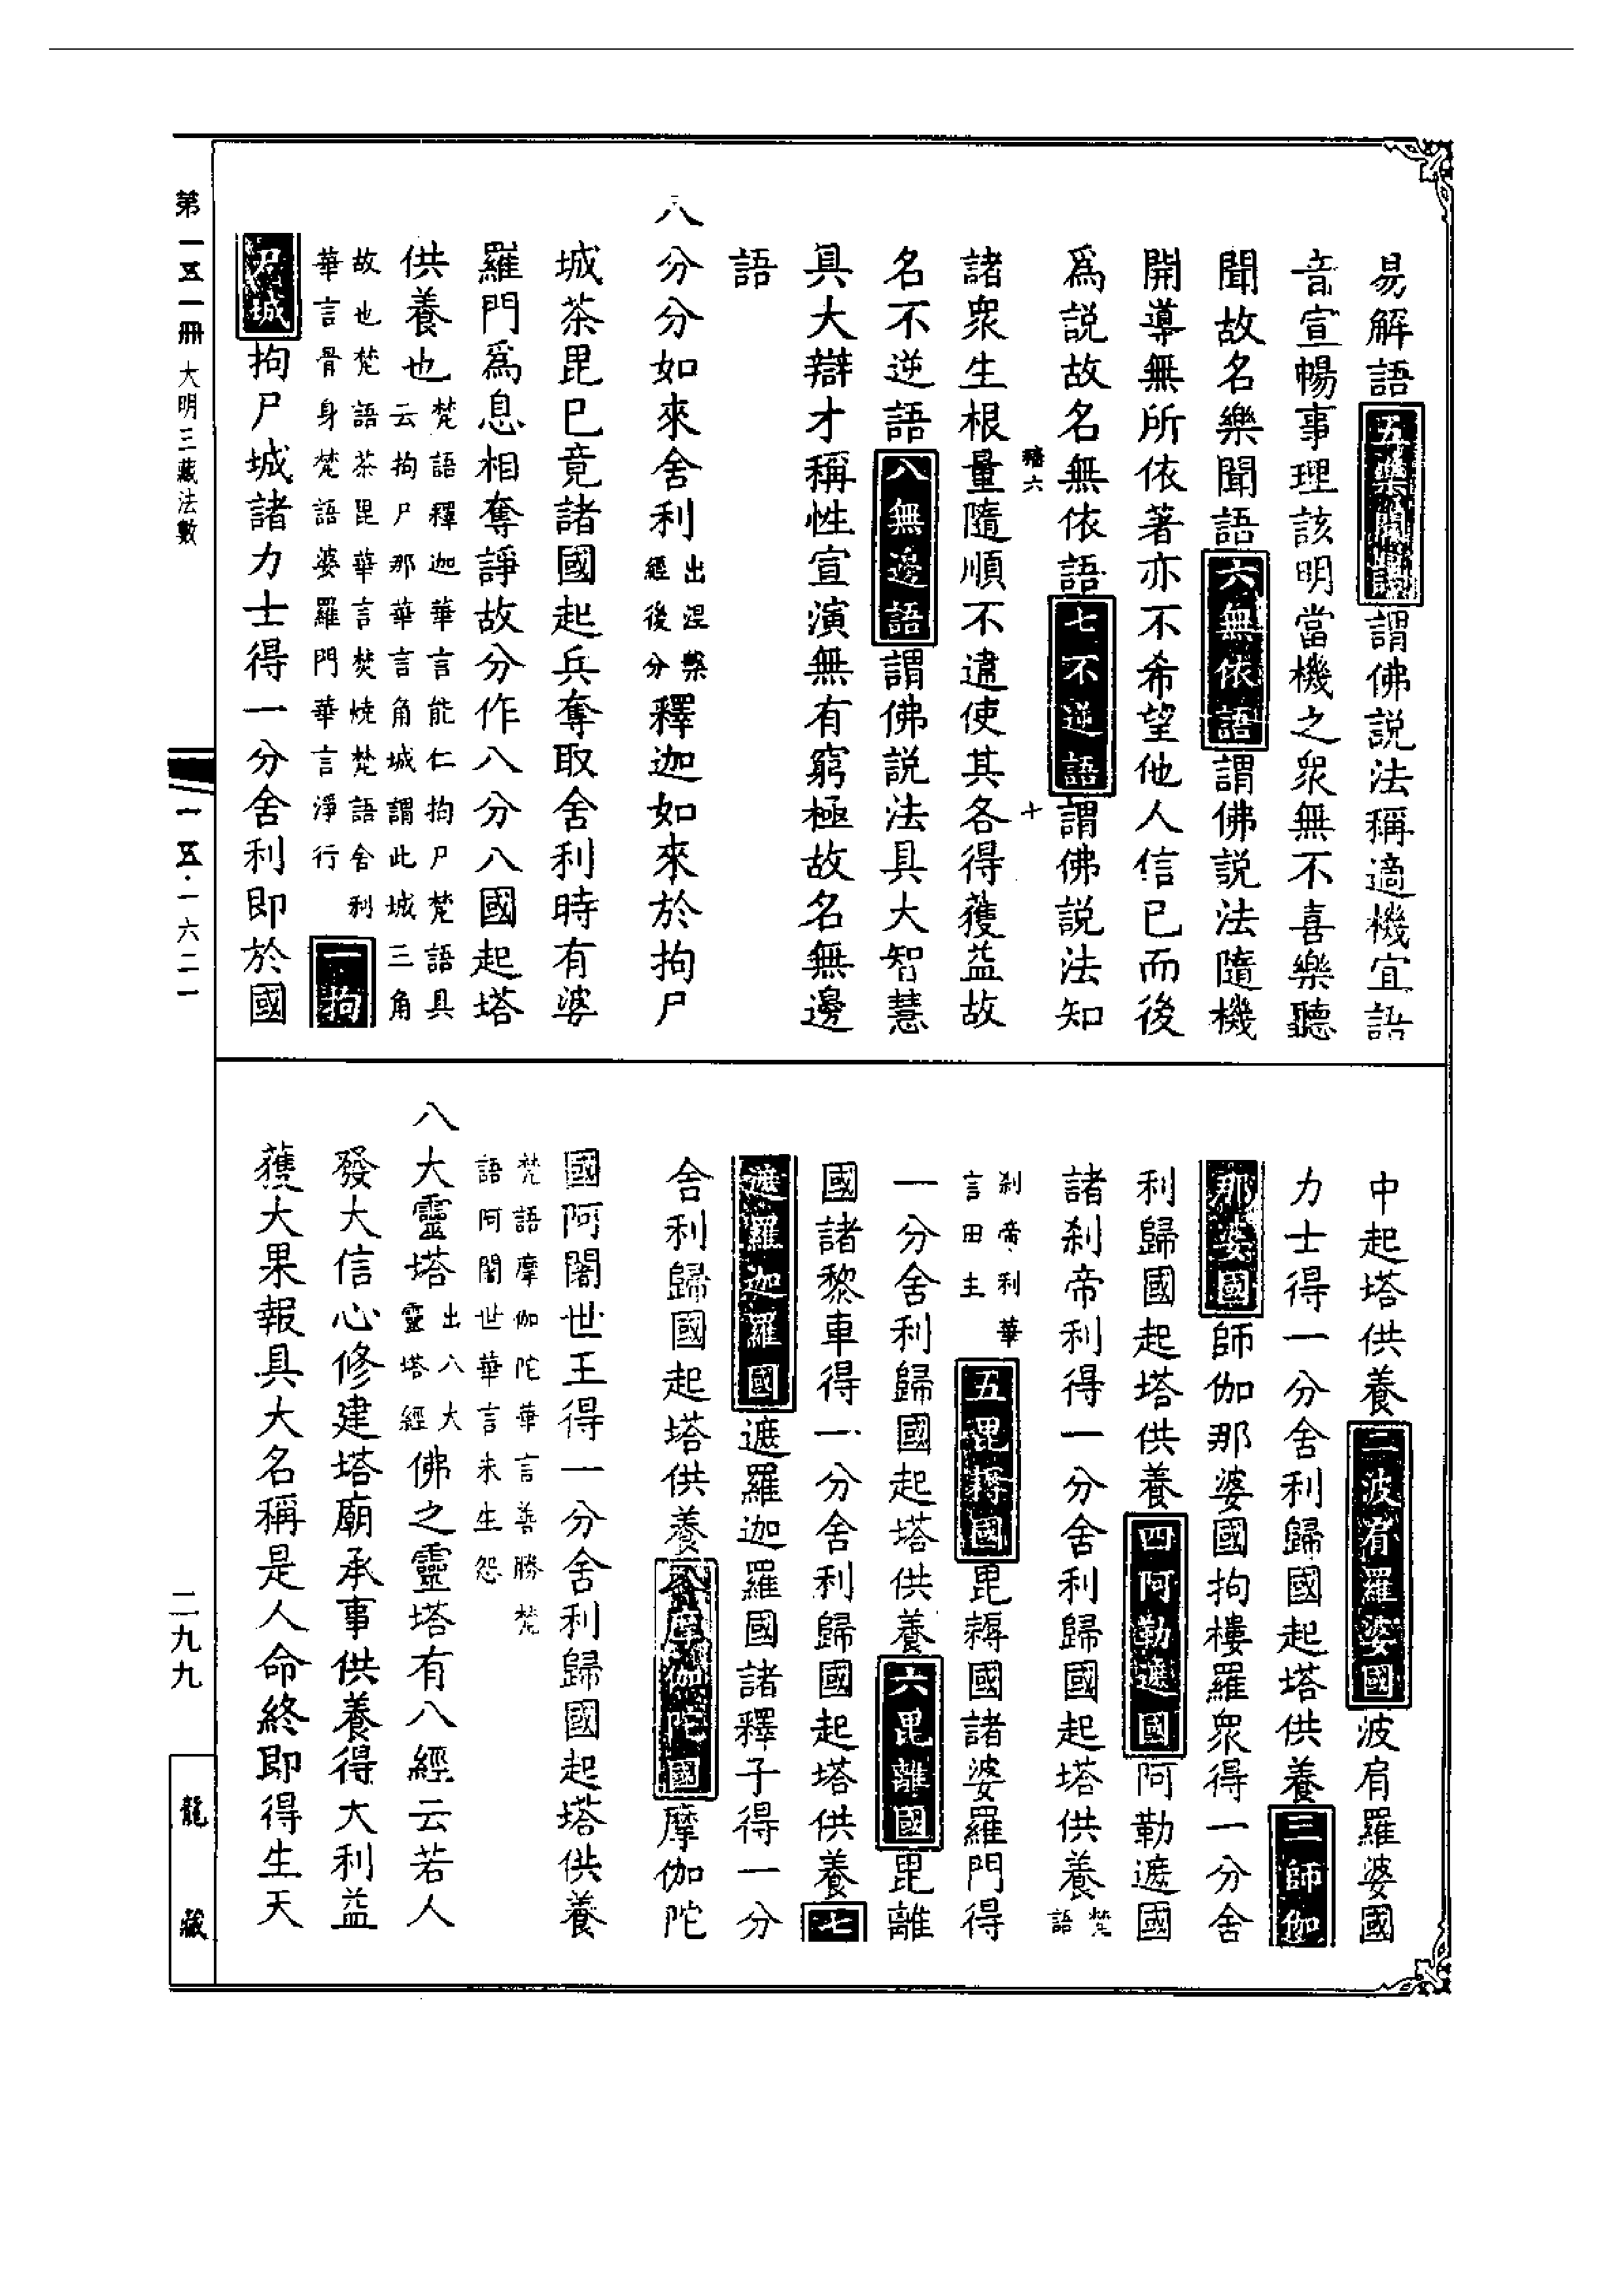 易解語五樂聞語謂佛説法稱適機宜語
音宣暢事理該明當機之衆無不喜樂聽
聞故名樂聞語六無依語謂佛説法隨機
開導無所依著亦不希望他人信已而後
爲説故名無依語七不逆語謂佛説法知
六 十
諸衆生根量隨順不違使其各得獲益故
名不逆語八無邊語謂佛説法具大智慧
具大辯才稱性宣演無有窮極故名無邊
語
八分分如來舍利出涅槃經後分釋迦如來於拘尸
城茶毘已竟諸國起兵奪取舍利時有婆
羅門爲息相奪諍故分作八分八國起塔
供養也梵語釋迦華言能仁拘尸梵語具云拘尸那華言角城謂此城三角
故也梵語茶毘華言焚燒梵語舍利華言骨身梵語婆羅門華言淨行一拘
尸城拘尸城諸力士得一分舍利即於國
中起塔供養二波肩羅婆國波肩羅婆國
力士得一分舍利歸國起塔供養三師伽
那婆國師伽那婆國拘樓羅衆得一分舍
利歸國起塔供養四阿勒遮國阿勒遮國
諸刹帝利得一分舍利歸國起塔供養梵語
刹帝利華言田主五毘耨國毘耨國諸婆羅門得
一分舍利歸國起塔供養六毘離國毘離
國諸黎車得一分舍利歸國起塔供養七
遮羅迦羅國遮羅迦羅國諸釋子得一分
舍利歸國起塔供養八摩伽陀國摩伽陀
國阿闍世王得一分舍利歸國起塔供養
梵語摩伽陀華言善勝梵語阿闍世華言未生怨
八大靈塔出八大靈塔經佛之靈塔有八經云若人
發大信心修建塔廟承事供養得大利益
獲大果報具大名稱是人命終即得生天
第一五一冊 大明三藏法數
一五·一六二一
二九九
龍藏